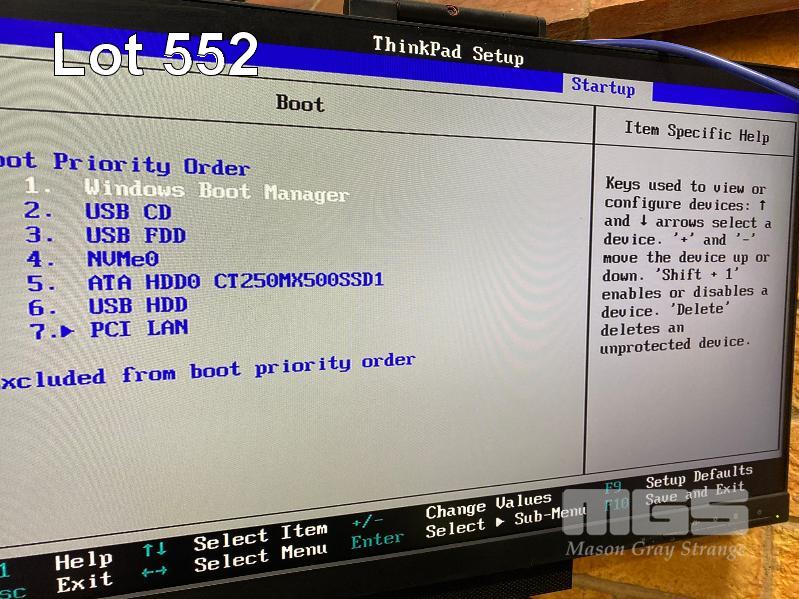 Lot 552
ThinkPad Setup
Startup
Boot
Item Specific Help
oot Priority Order
1. Windows Boot Manager
2. USB CD
3. USB FDD
4. NVMe0
5. ATA HDD0 CT250MX500SSD1
6. USB HDD
7.▶ PCI LAN
xcluded from boot priority order
Keys used to view or
configure devices: ↑
and ↓ arrows select a
device. '+' and '-'
move the device up or
down. 'Shift + 1'
enables or disables a
device. 'Delete'
deletes an
unprotected device.
1 Help ↑↓ Select Item +/- Change Values F9 Setup Defaults
sc Exit ←→ Select Menu Enter Select ▶ Sub-Menu F10 Save and Exit
MGS
Mason Gray Strange